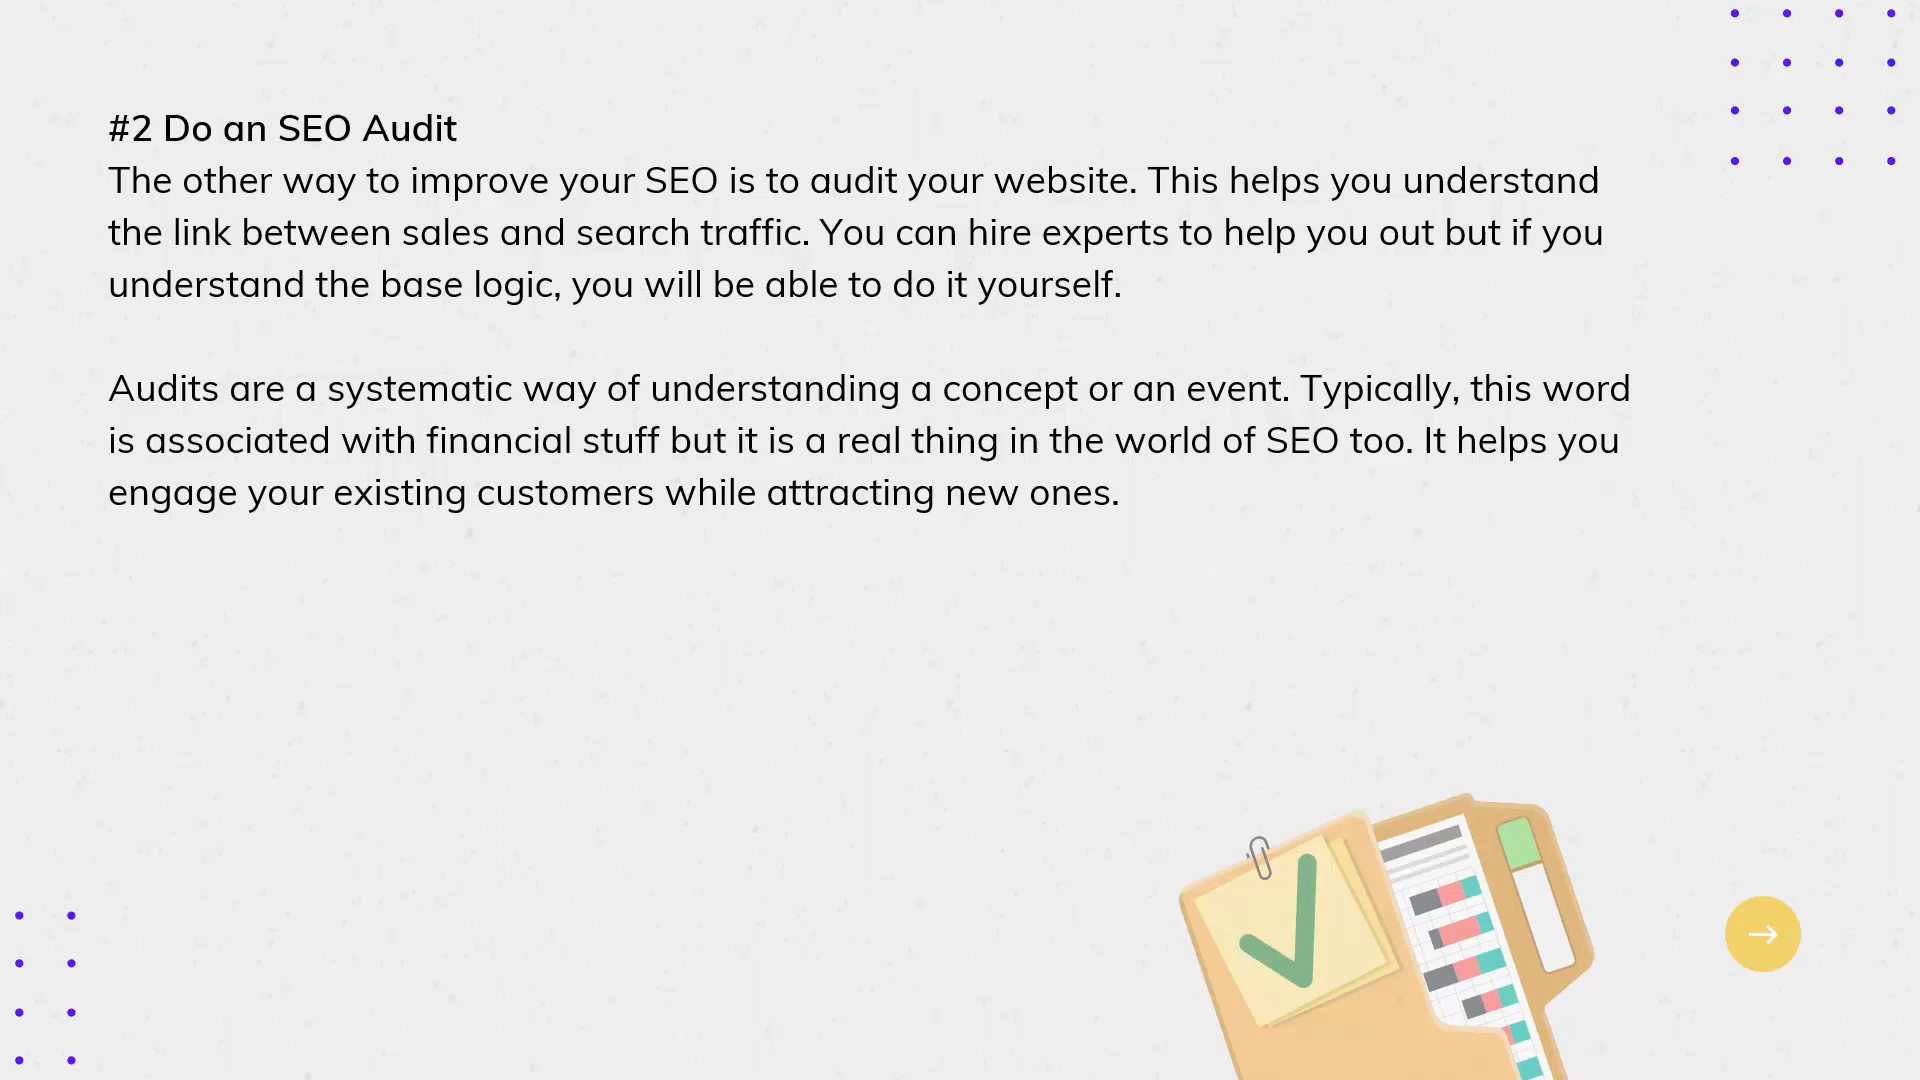 #2 Do an SEO Audit
The other way to improve your SEO is to audit your website. This helps you understand
the link between sales and search traffic. You can hire experts to help you out but if you
understand the base logic, you will be able to do it yourself.
Audits are a systematic way of understanding a concept or an event. Typically, this word
is associated with financial stuff but it is a real thing in the world of SEO too. It helps you
engage your existing customers while attracting new ones.